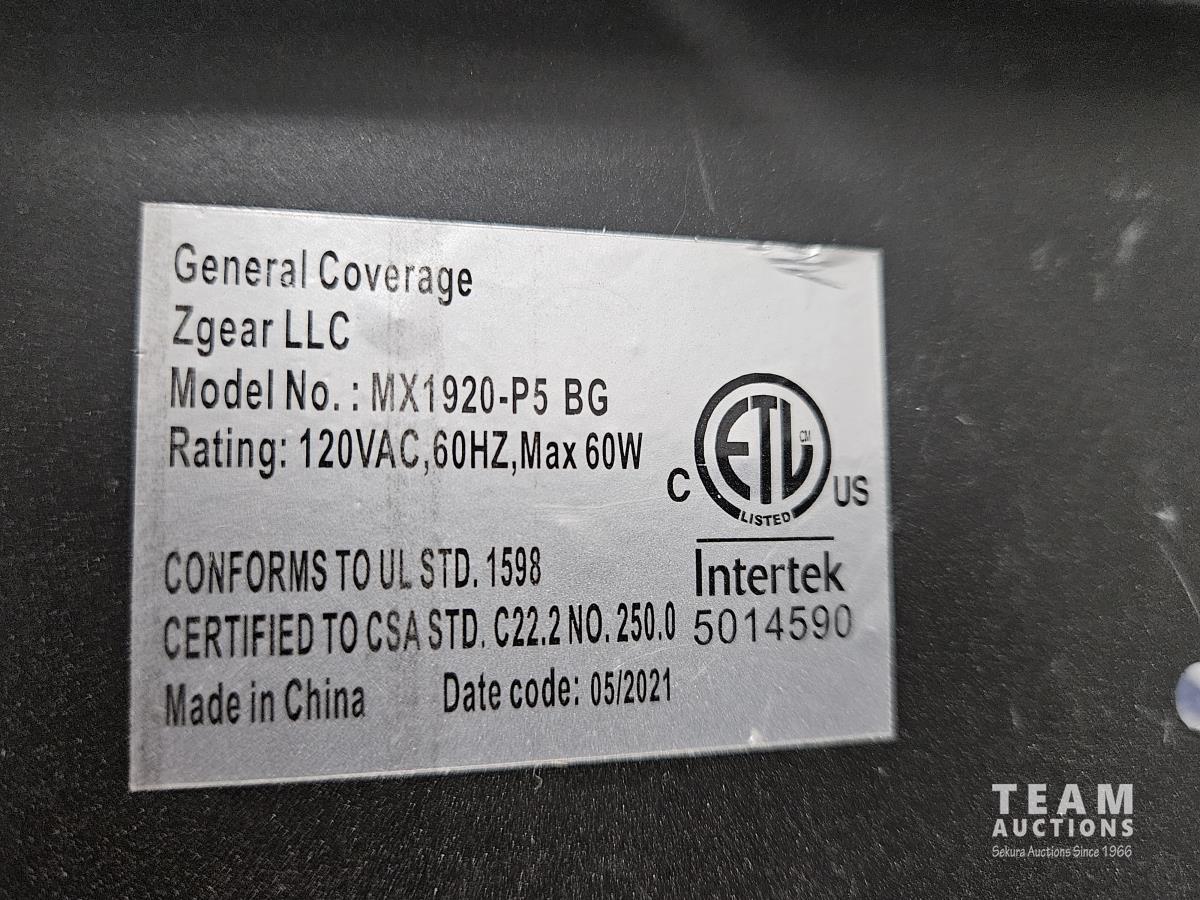 General Coverage
Zgear LLC
Model No. : MX1920-P5 BG
Rating: 120VAC,60HZ,Max 60W
C ETL CM US
LISTED
Intertek
5014590
CONFORMS TO UL STD. 1598
CERTIFIED TO CSA STD. C22.2 NO. 250.0
Made in China Date code: 05/2021
TEAM
AUCTIONS
Sekura Auctions Since 1966